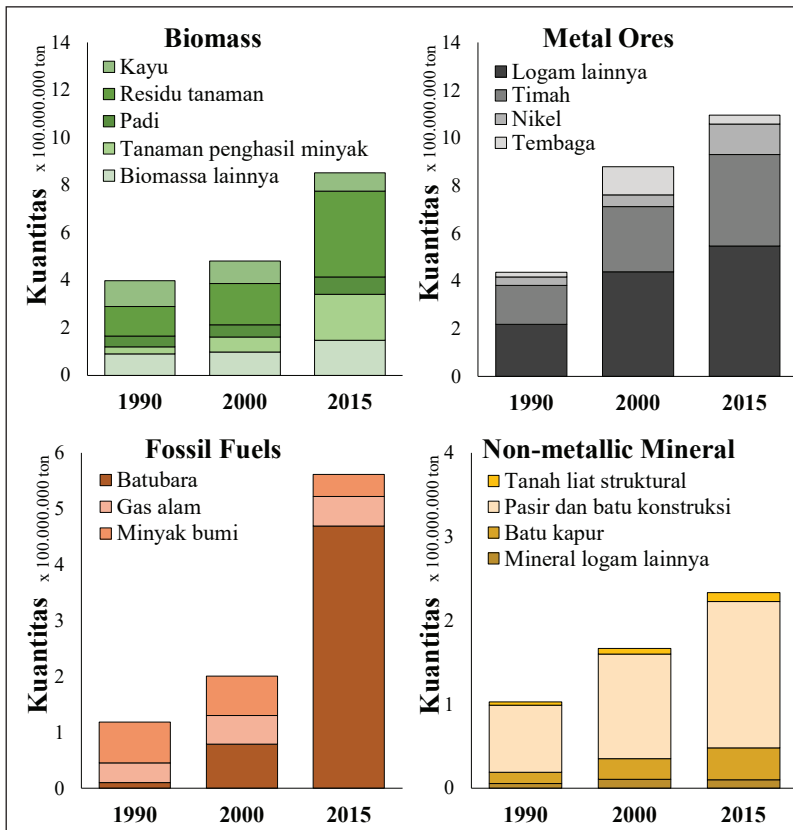 Biomass
Kayu
Residu tanaman
Padi
Tanaman penghasil minyak
Biomassa lainnya
Kuantitas x 100.000.000 ton
14
12
10
8
6
4
2
0
1990 2000 2015
Metal Ores
Logam lainnya
Timah
Nikel
Tembaga
Kuantitas x 100.000.000 ton
14
12
10
8
6
4
2
0
1990 2000 2015
Fossil Fuels
Batubara
Gas alam
Minyak bumi
Kuantitas x 100.000.000 ton
6
5
4
3
2
1
0
1990 2000 2015
Non-metallic Mineral
Tanah liat struktural
Pasir dan batu konstruksi
Batu kapur
Mineral logam lainnya
Kuantitas x 100.000.000 ton
4
3
2
1
0
1990 2000 2015